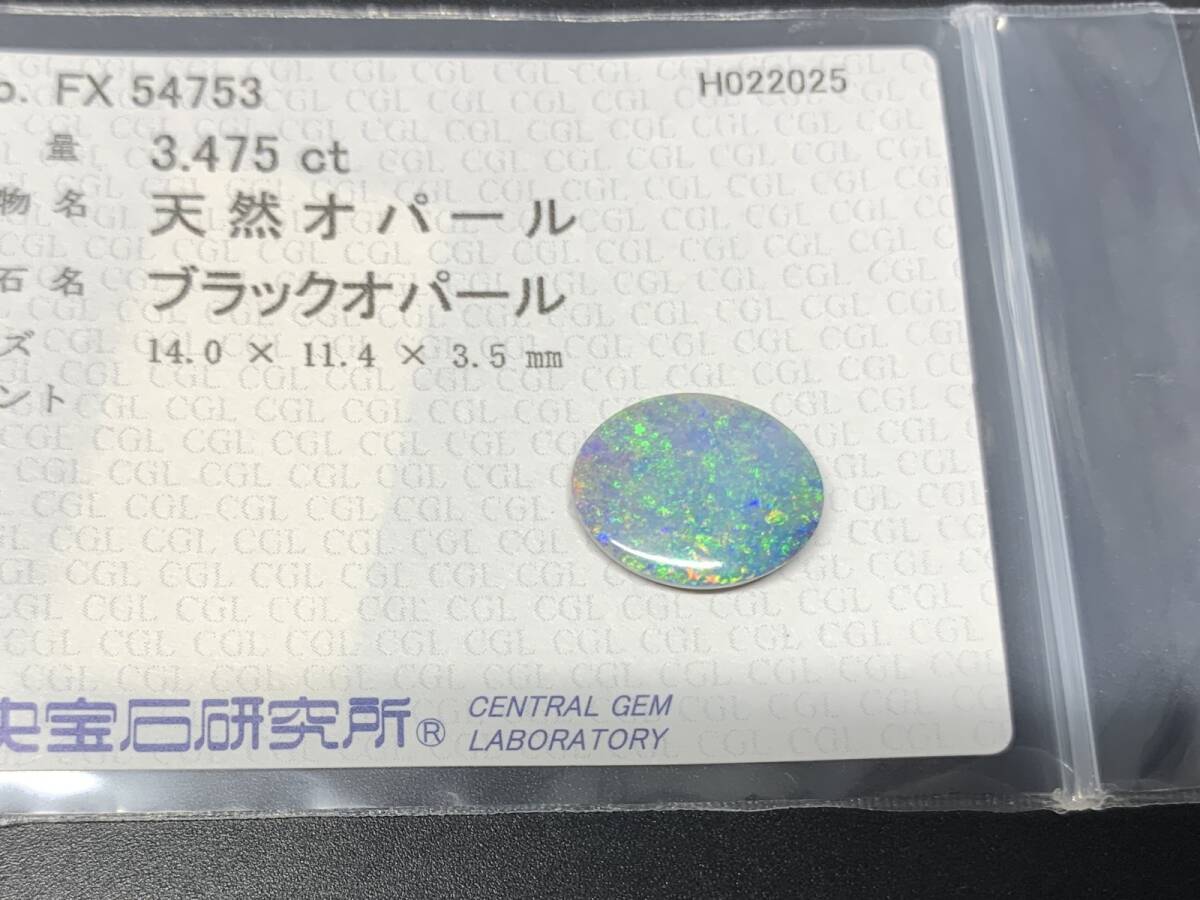 o. FX 54753 H022025
量 3.475 ct
物名 天然オパール
石名 ブラックオパール
ズ 14.0 × 11.4 × 3.5 mm
ント
央宝石研究所® CENTRAL GEM
LABORATORY